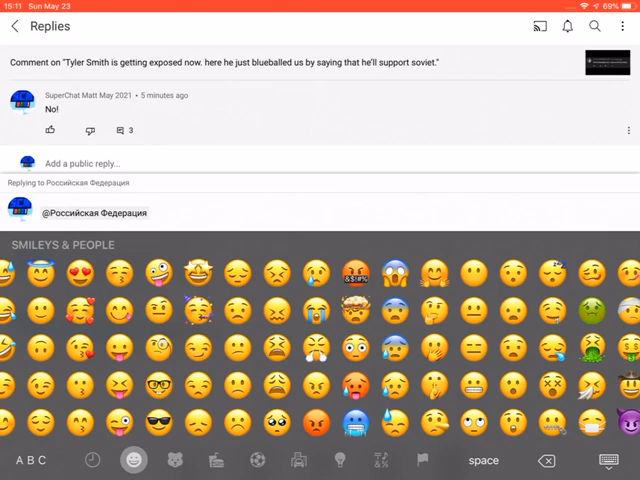 15:11 Sun May 23 69%
Replies
Comment on "Tyler Smith is getting exposed now. here he just blueballed us by saying that he'll support soviet."
SuperChat Matt May 2021 • 5 minutes ago
No!
3
Add a public reply...
Replying to Российская Федерация
@Российская Федерация
SMILEYS & PEOPLE
ABC space